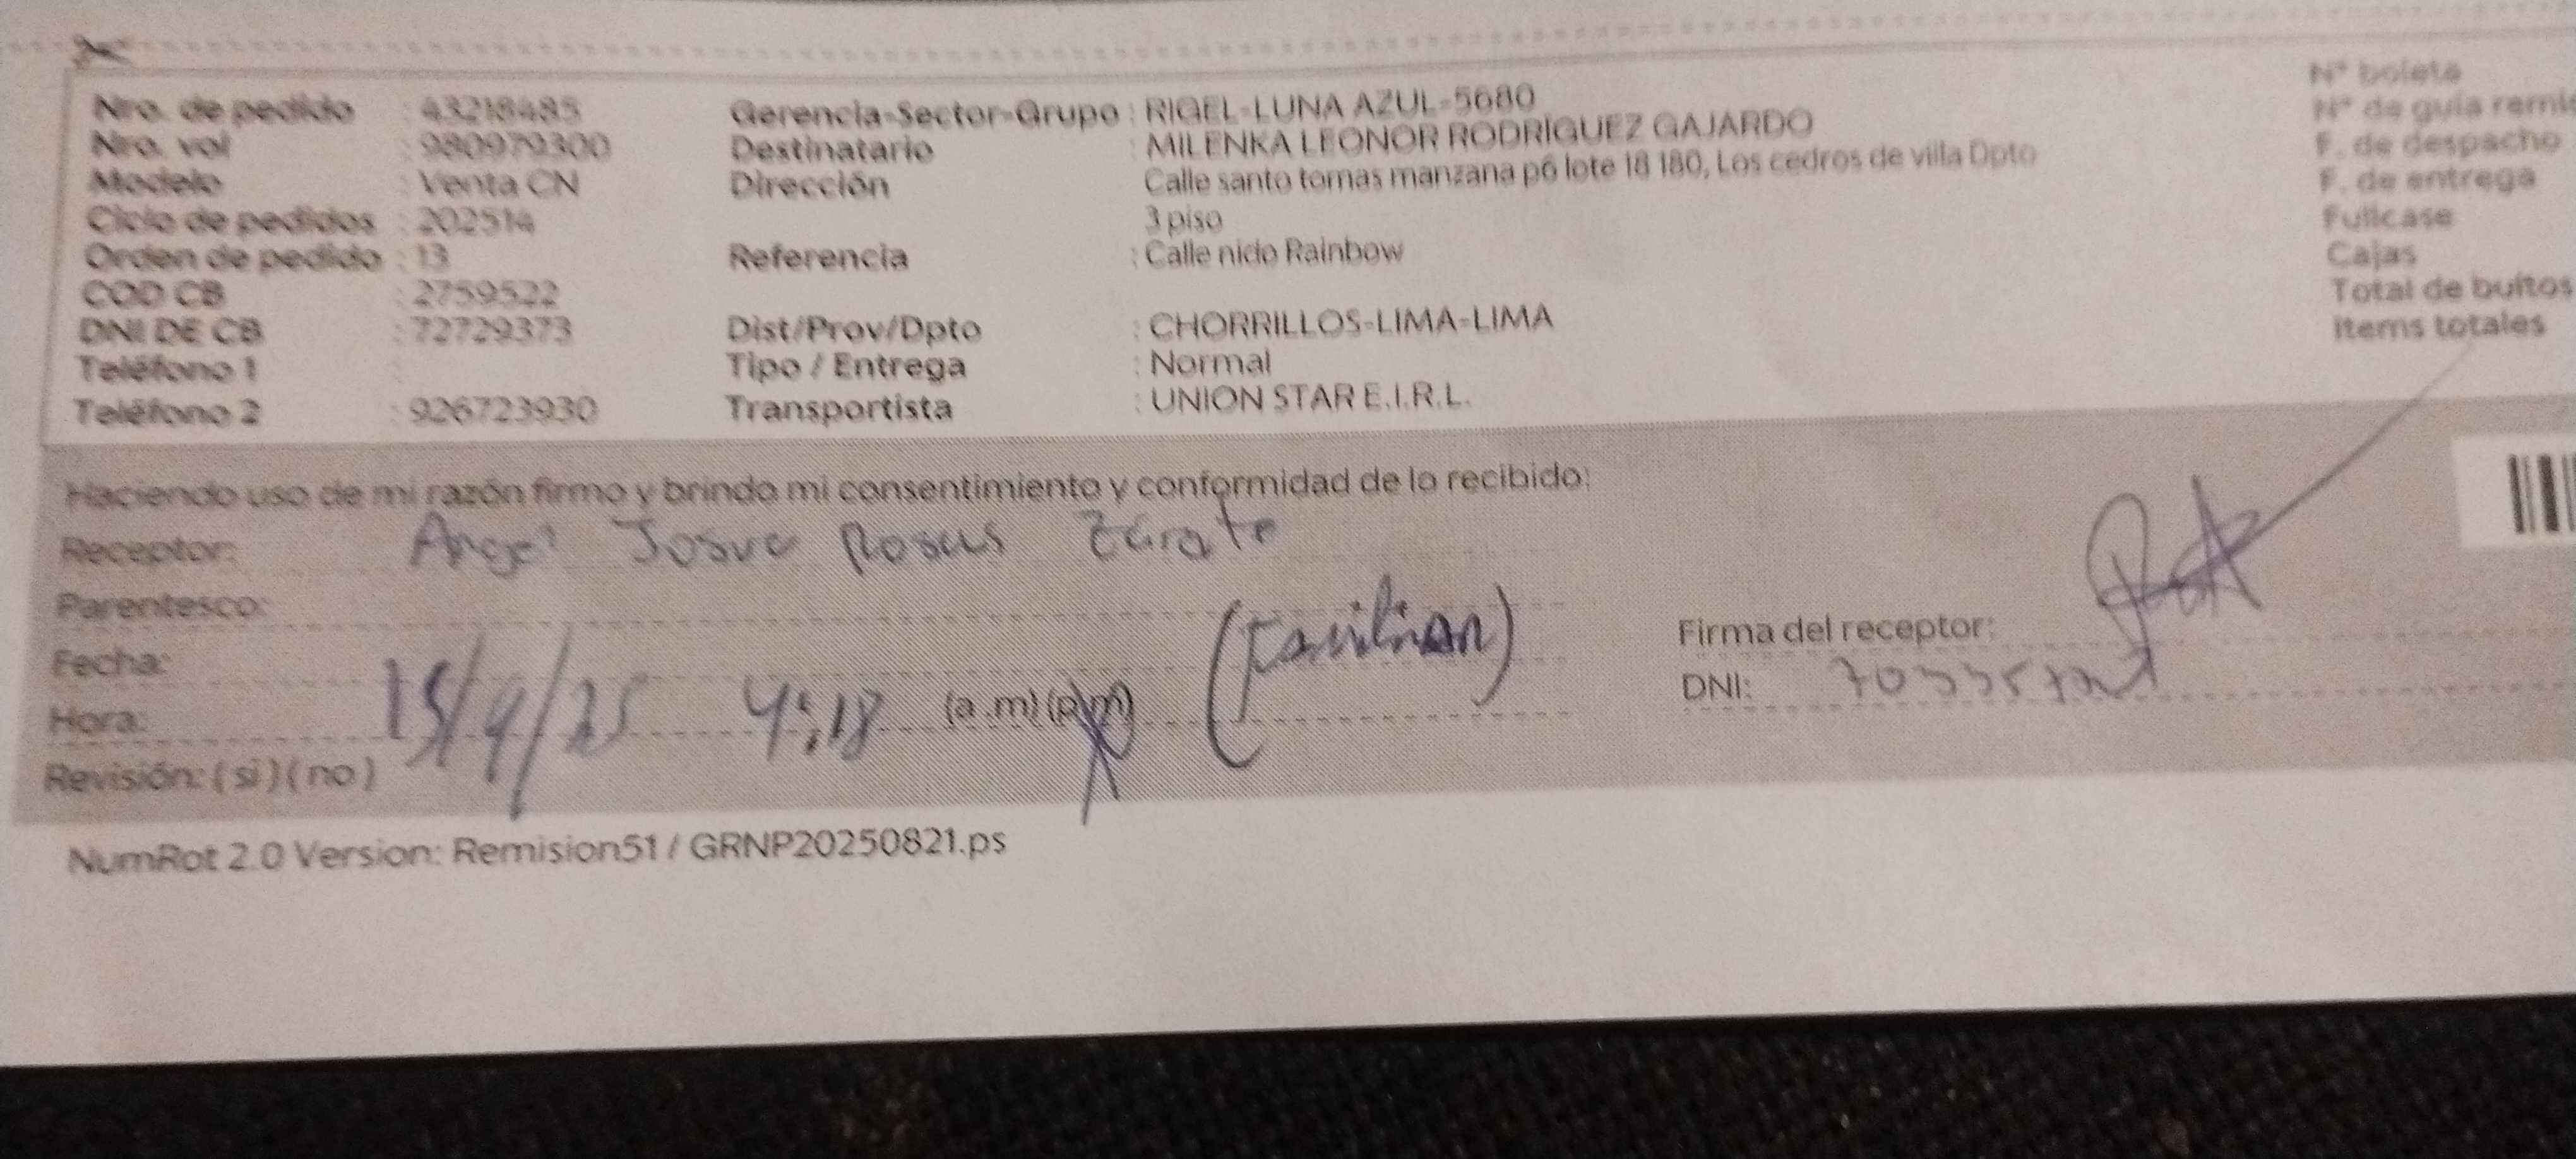 Nro. de pedido : 43218485
Nro. vol : 980979300
Modelo : Venta CN
Ciclo de pedidos : 202514
Orden de pedido : 13
COD CB : 2759522
DNI DE CB : 72729373
Teléfono 1 :
Teléfono 2 : 926723930
Gerencia-Sector-Grupo : RIGEL-LUNA AZUL-5680
Destinatario : MILENKA LEONOR RODRIGUEZ GAJARDO
Dirección Calle santo tomas manzana p6 lote 18 180, Los cedros de villa Dpto
3 piso
Referencia : Calle nido Rainbow
Dist/Prov/Dpto : CHORRILLOS-LIMA-LIMA
Tipo / Entrega : Normal
Transportista : UNION STAR E.I.R.L.
N° boleta
N° de guía remis
F. de despacho
F. de entrega
Fullcase
Cajas
Total de bultos
Items totales
Haciendo uso de mi razón firmo y brindo mi consentimiento y conformidad de lo recibido:
Receptor: Angel Josue Rosas Zarate
Parentesco: (Familiar)
Fecha: 15/9/25
Hora: 4:18 (a.m) (p.m)
Revisión: ( si ) ( no )
Firma del receptor:
DNI:
NumRot 2.0 Version: Remision51 / GRNP20250821.ps